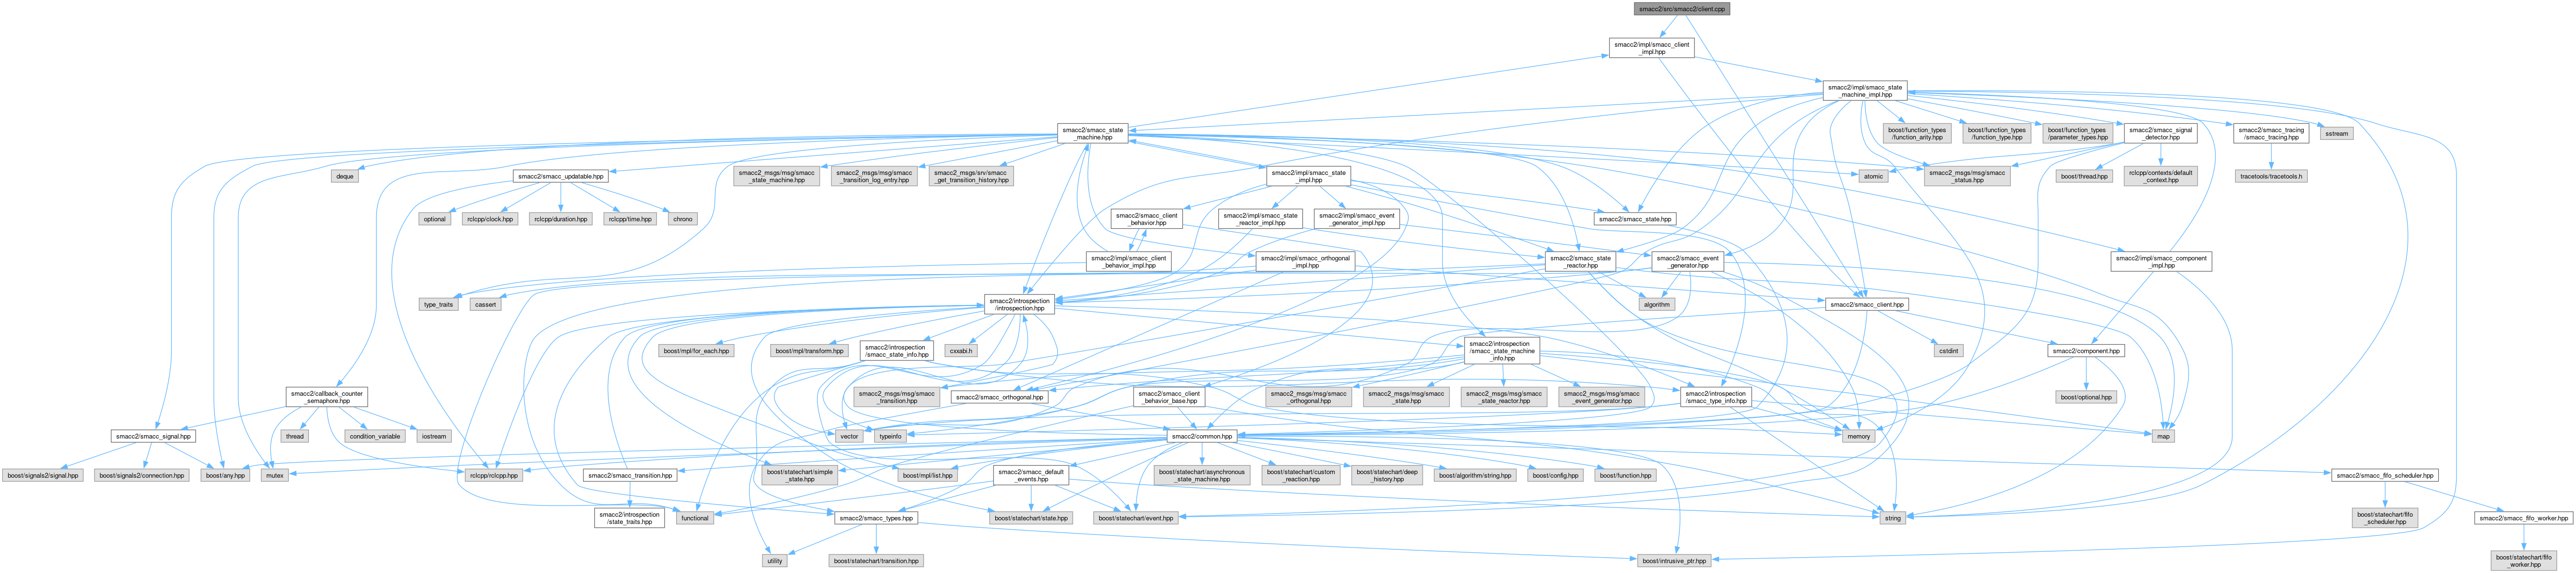 smacc2/src/smacc2/client.cpp
smacc2/impl/smacc_client
_impl.hpp
smacc2/impl/smacc_state
_machine_impl.hpp
smacc2/smacc_state
_machine.hpp
boost/function_types
/function_arity.hpp
boost/function_types
/function_type.hpp
boost/function_types
/parameter_types.hpp
smacc2/smacc_signal
_detector.hpp
smacc2/smacc_tracing
/smacc_tracing.hpp
sstream
deque
smacc2/smacc_updatable.hpp
smacc2_msgs/msg/smacc
_state_machine.hpp
smacc2_msgs/msg/smacc
_transition_log_entry.hpp
smacc2_msgs/srv/smacc
_get_transition_history.hpp
smacc2/impl/smacc_state
_impl.hpp
atomic
smacc2_msgs/msg/smacc
_status.hpp
boost/thread.hpp
rclcpp/contexts/default
_context.hpp
tracetools/tracetools.h
optional
rclcpp/clock.hpp
rclcpp/duration.hpp
rclcpp/time.hpp
chrono
smacc2/smacc_client
_behavior.hpp
smacc2/impl/smacc_state
_reactor_impl.hpp
smacc2/impl/smacc_event
_generator_impl.hpp
smacc2/smacc_state.hpp
smacc2/impl/smacc_client
_behavior_impl.hpp
smacc2/impl/smacc_orthogonal
_impl.hpp
smacc2/smacc_state
_reactor.hpp
smacc2/smacc_event
_generator.hpp
smacc2/impl/smacc_component
_impl.hpp
type_traits
cassert
smacc2/introspection
/introspection.hpp
algorithm
smacc2/smacc_client.hpp
boost/mpl/for_each.hpp
boost/mpl/transform.hpp
smacc2/introspection
/smacc_state_info.hpp
cxxabi.h
smacc2/introspection
/smacc_state_machine
_info.hpp
cstdint
smacc2/component.hpp
smacc2/callback_counter
_semaphore.hpp
smacc2_msgs/msg/smacc
_transition.hpp
smacc2/smacc_orthogonal.hpp
smacc2/smacc_client
_behavior_base.hpp
smacc2_msgs/msg/smacc
_orthogonal.hpp
smacc2_msgs/msg/smacc
_state.hpp
smacc2_msgs/msg/smacc
_state_reactor.hpp
smacc2_msgs/msg/smacc
_event_generator.hpp
smacc2/introspection
/smacc_type_info.hpp
boost/optional.hpp
smacc2/smacc_signal.hpp
thread
condition_variable
iostream
vector
typeinfo
smacc2/common.hpp
memory
map
boost/signals2/signal.hpp
boost/signals2/connection.hpp
boost/any.hpp
mutex
rclcpp/rclcpp.hpp
smacc2/smacc_transition.hpp
boost/statechart/simple
_state.hpp
boost/mpl/list.hpp
smacc2/smacc_default
_events.hpp
boost/statechart/asynchronous
_state_machine.hpp
boost/statechart/custom
_reaction.hpp
boost/statechart/deep
_history.hpp
boost/algorithm/string.hpp
boost/config.hpp
boost/function.hpp
smacc2/smacc_fifo_scheduler.hpp
smacc2/introspection
/state_traits.hpp
functional
smacc2/smacc_types.hpp
boost/statechart/state.hpp
boost/statechart/event.hpp
string
boost/statechart/fifo
_scheduler.hpp
smacc2/smacc_fifo_worker.hpp
utility
boost/statechart/transition.hpp
boost/intrusive_ptr.hpp
boost/statechart/fifo
_worker.hpp